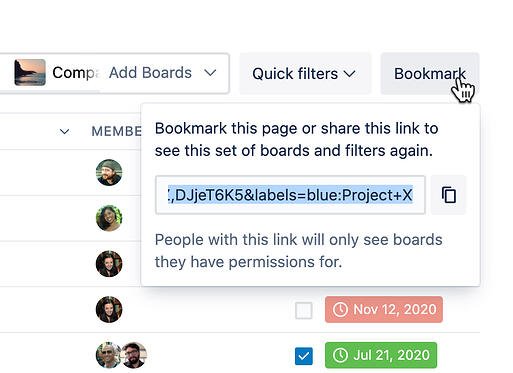 Compa
Add Boards
Quick filters
Bookmark
MEMBE
Bookmark this page or share this link to
see this set of boards and filters again.
,DJjeT6K5&labels=blue:Project+X
People with this link will only see boards
they have permissions for.
Nov 12, 2020
Jul 21, 2020